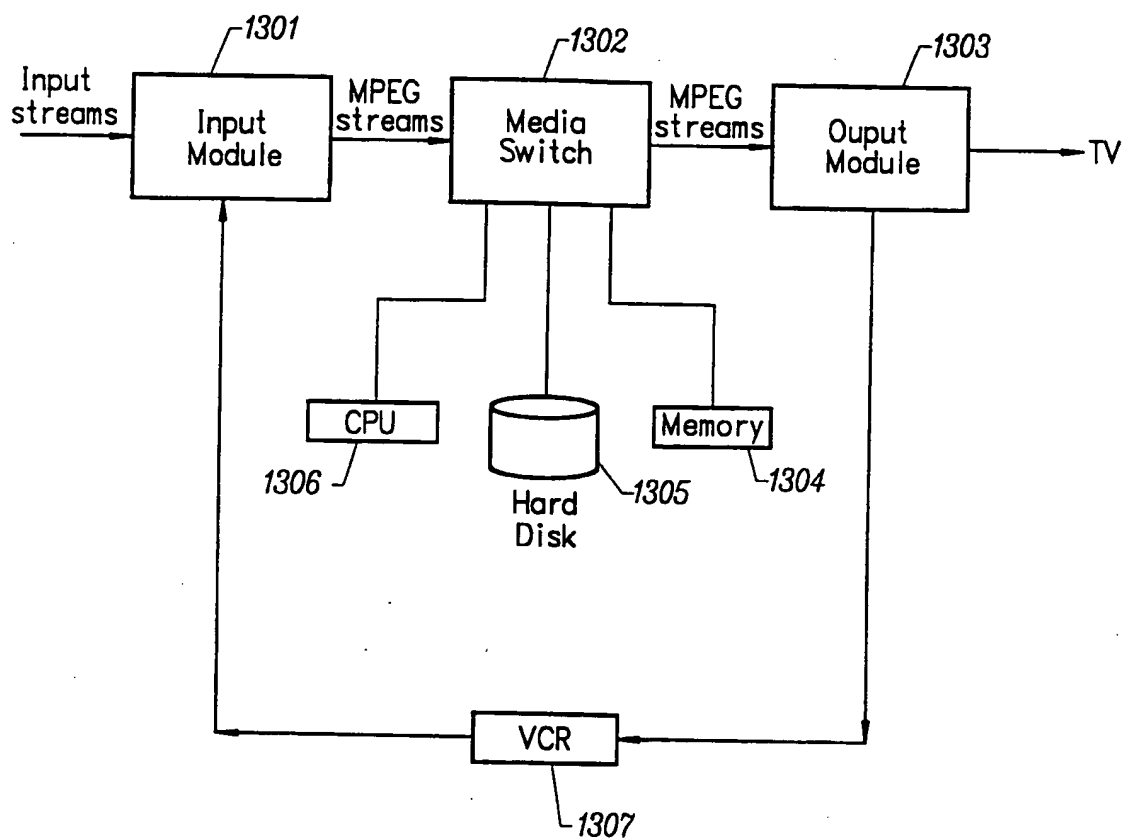 1301
1302
1303
Input
streams
Input
Module
MPEG
streams
Media
Switch
MPEG
streams
Ouput
Module
TV
CPU
1306
Hard
Disk
1305
Memory
1304
VCR
1307